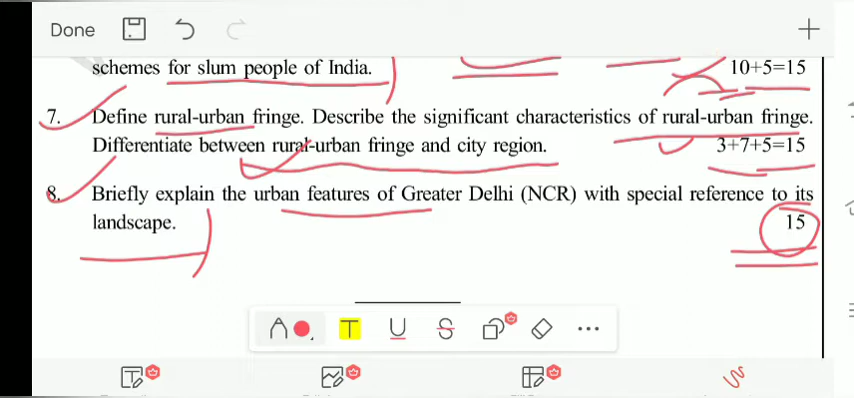 Done
schemes for slum people of India. 10+5=15
7. Define rural-urban fringe. Describe the significant characteristics of rural-urban fringe.
Differentiate between rural-urban fringe and city region. 3+7+5=15
8. Briefly explain the urban features of Greater Delhi (NCR) with special reference to its
landscape. 15